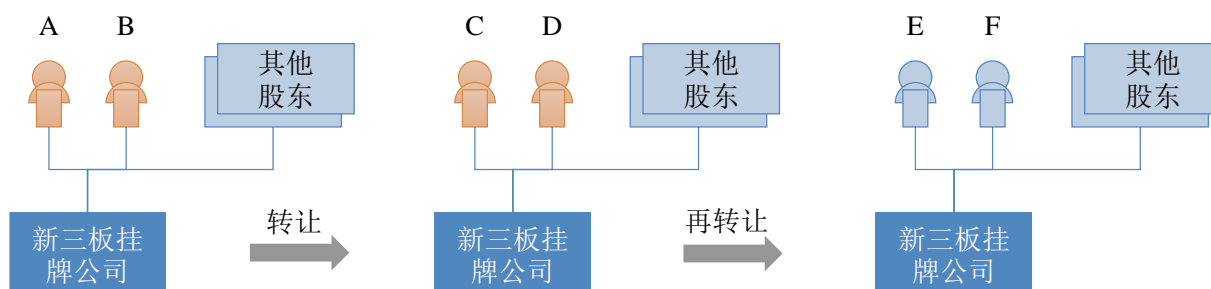 A B C D E F
其他
股东
其他
股东
其他
股东
转让
再转让
新三板挂
牌公司
新三板挂
牌公司
新三板挂
牌公司